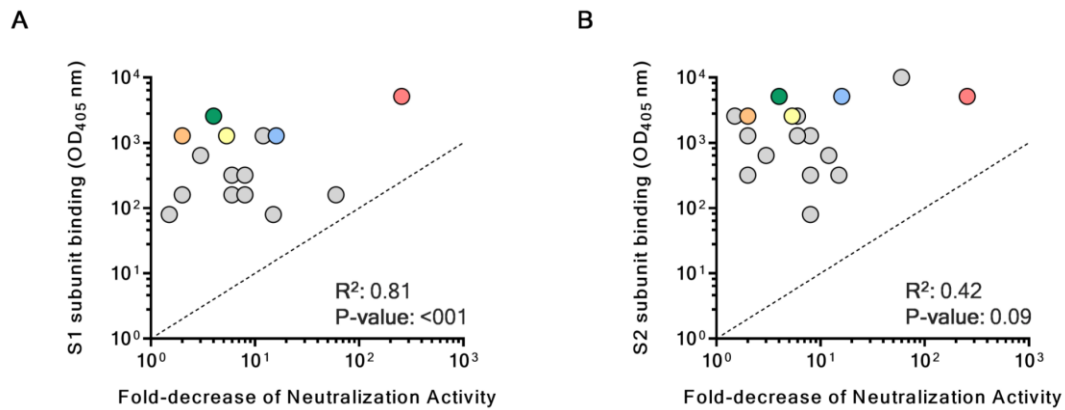 A
S1 subunit binding (OD₄₀₅ nm)
10⁴
10³
10²
10¹
10⁰
R²: 0.81
P-value: <001
10⁰ 10¹ 10² 10³
Fold-decrease of Neutralization Activity
B
S2 subunit binding (OD₄₀₅ nm)
10⁴
10³
10²
10¹
10⁰
R²: 0.42
P-value: 0.09
10⁰ 10¹ 10² 10³
Fold-decrease of Neutralization Activity